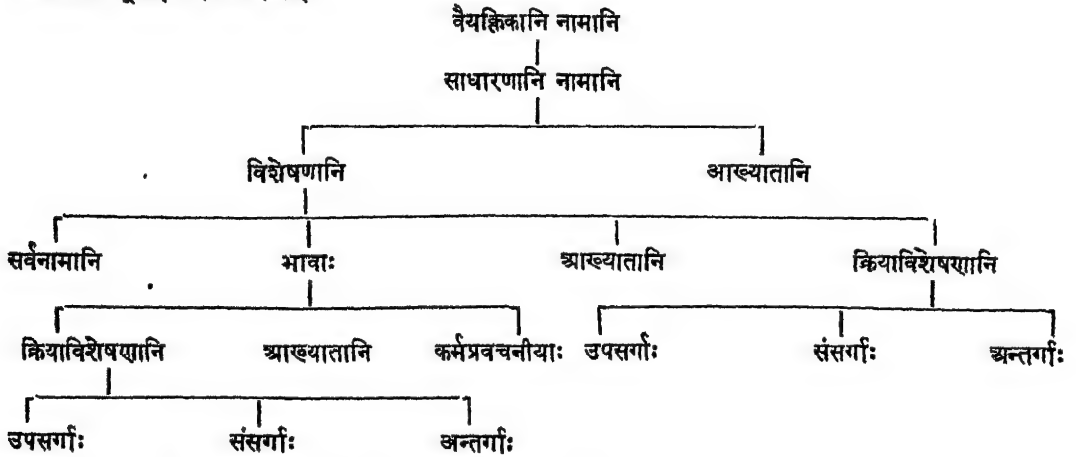 वैयक्तिकानि नामानि
साधारणानि नामानि
विशेषणानि आख्यातानि
सर्वनामानि भावाः आख्यातानि क्रियाविशेषणानि
क्रियाविशेषणानि आख्यातानि कर्मप्रवचनीयाः उपसर्गाः संसर्गाः अन्तर्गाः
उपसर्गाः संसर्गाः अन्तर्गाः